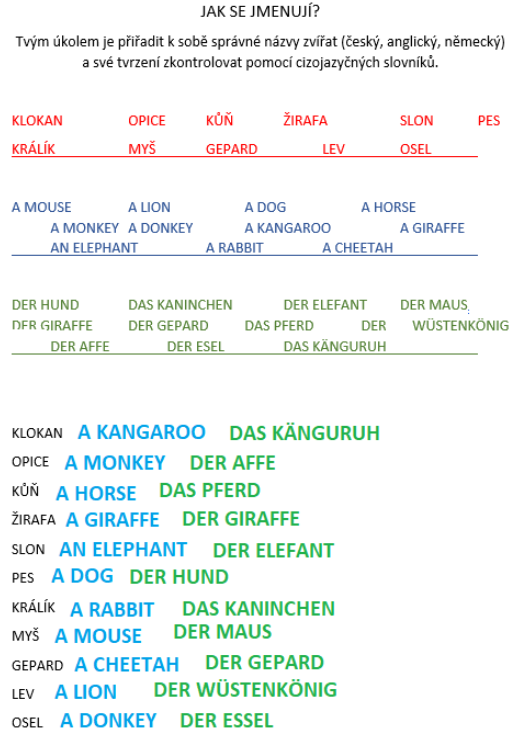 JAK SE JMENUJÍ?
Tvým úkolem je přiřadit k sobě správné názvy zvířat (český, anglický, německý)
a své tvrzení zkontrolovat pomocí cizojazyčných slovníků.
KLOKAN OPICE KŮŇ ŽIRAFA SLON PES
KRÁLÍK MYŠ GEPARD LEV OSEL
A MOUSE A LION A DOG A HORSE
A MONKEY A DONKEY A KANGAROO A GIRAFFE
AN ELEPHANT A RABBIT A CHEETAH
DER HUND DAS KANINCHEN DER ELEFANT DER MAUS
DER GIRAFFE DER GEPARD DAS PFERD DER WÜSTENKÖNIG
DER AFFE DER ESEL DAS KÄNGURUH
KLOKAN A KANGAROO DAS KÄNGURUH
OPICE A MONKEY DER AFFE
KŮŇ A HORSE DAS PFERD
ŽIRAFA A GIRAFFE DER GIRAFFE
SLON AN ELEPHANT DER ELEFANT
PES A DOG DER HUND
KRÁLÍK A RABBIT DAS KANINCHEN
MYŠ A MOUSE DER MAUS
GEPARD A CHEETAH DER GEPARD
LEV A LION DER WÜSTENKÖNIG
OSEL A DONKEY DER ESSEL